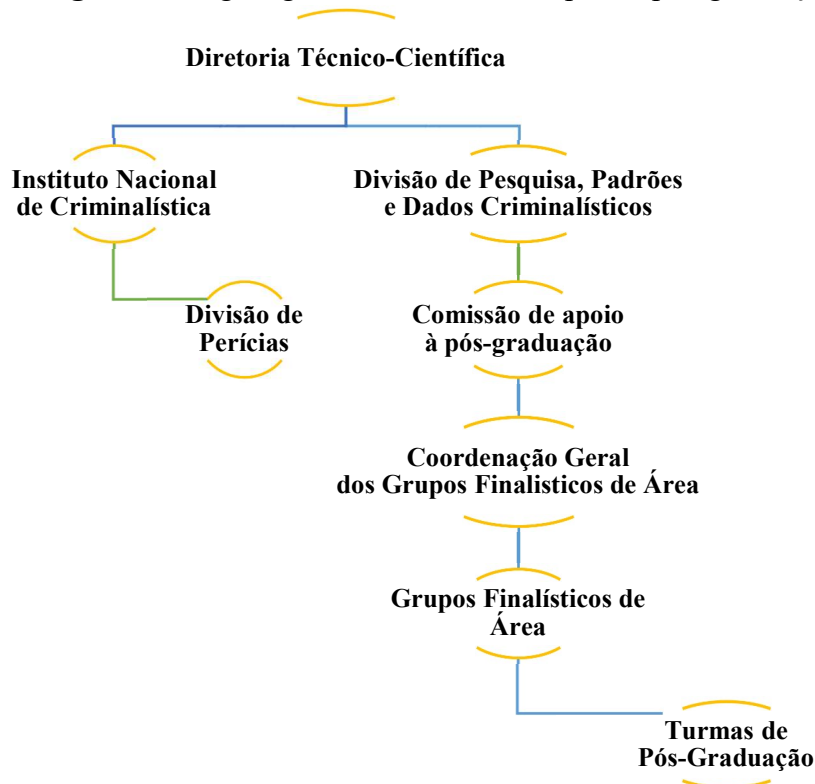 Diretoria Técnico-Científica
Instituto Nacional
de Criminalística
Divisão de Pesquisa, Padrões
e Dados Criminalísticos
Divisão de
Perícias
Comissão de apoio
à pós-graduação
Coordenação Geral
dos Grupos Finalisticos de Área
Grupos Finalísticos de
Área
Turmas de
Pós-Graduação